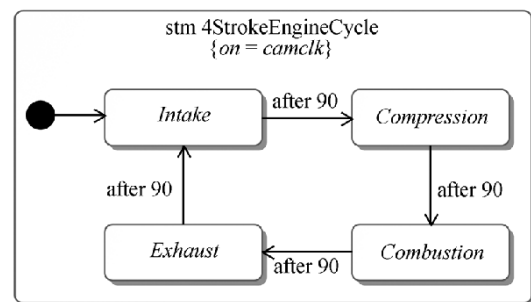 stm 4StrokeEngineCycle
{on = camclk}
Intake
after 90
Compression
after 90
after 90
Exhaust
after 90
Combustion